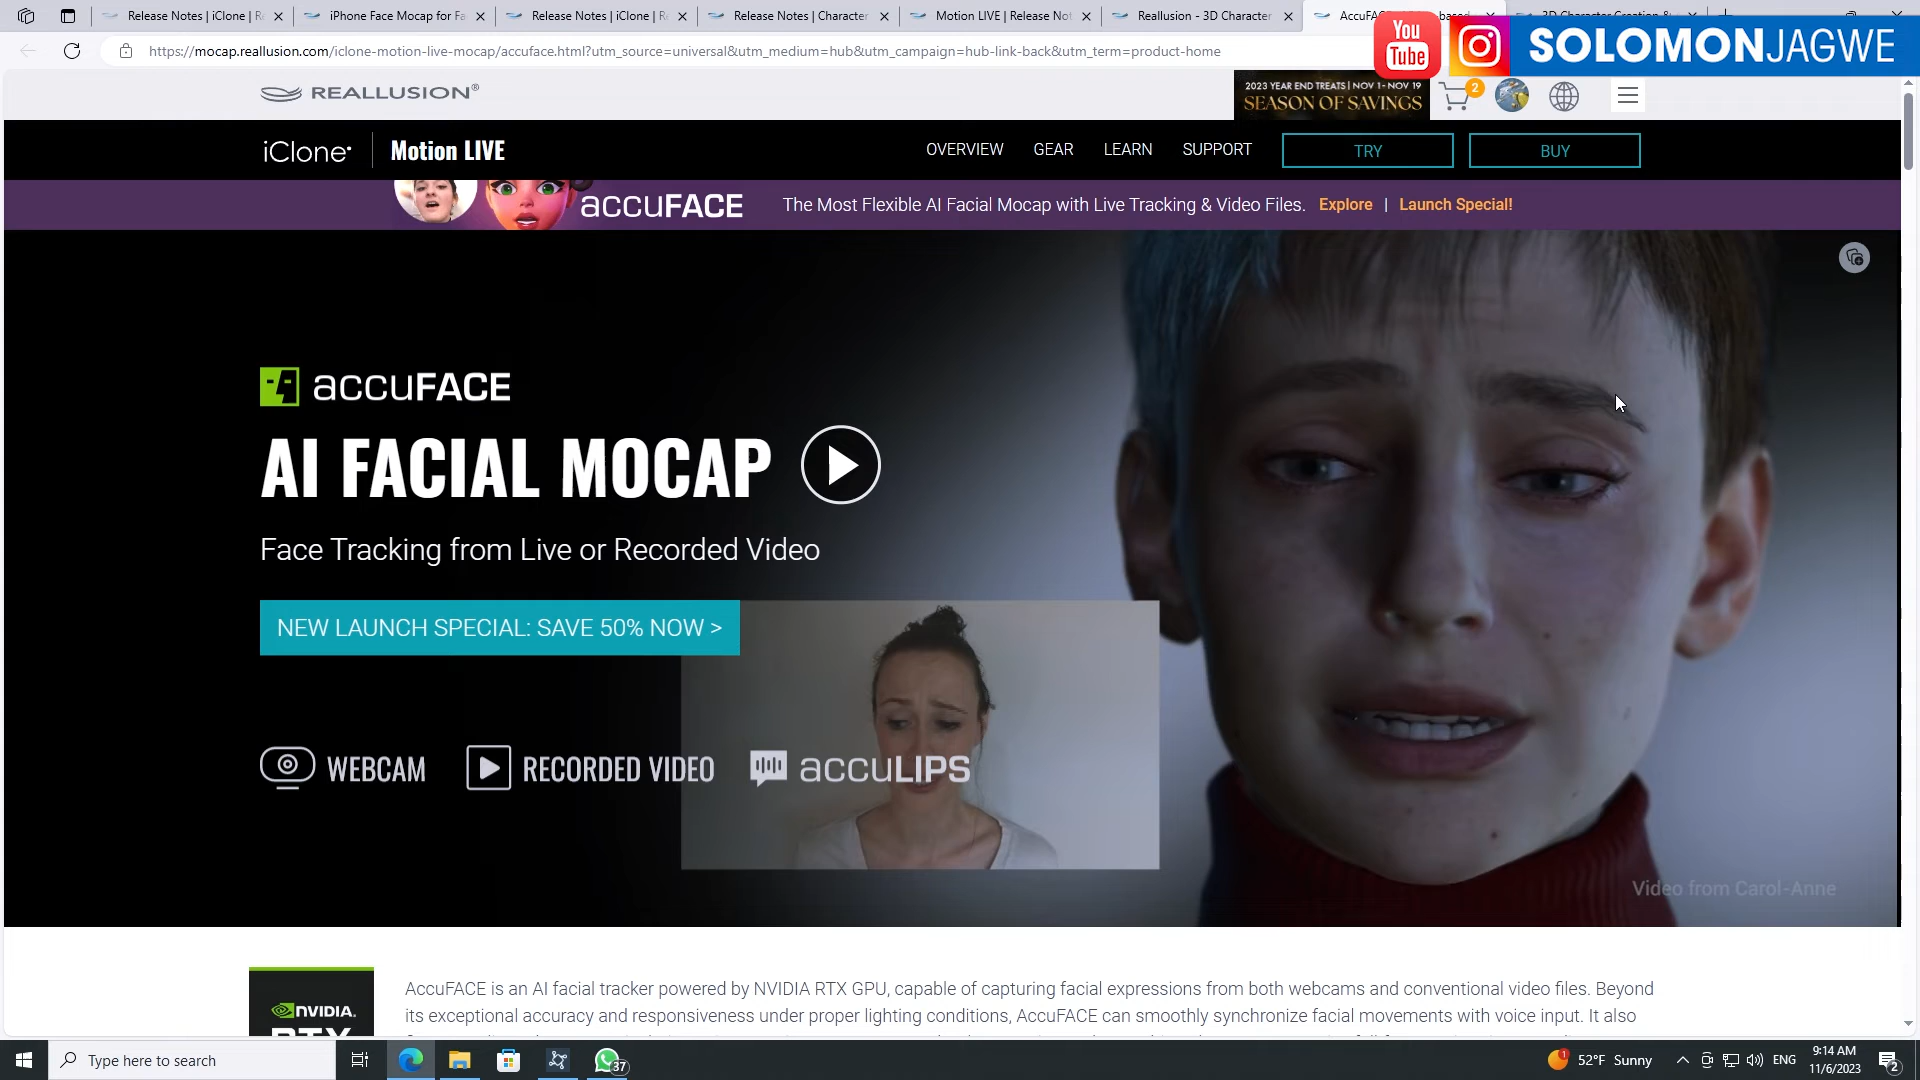 Release Notes | iClone | R
iPhone Face Mocap for Fa
Release Notes | iClone | R
Release Notes | Character
Motion LIVE | Release Not
Reallusion - 3D Character
https://mocap.reallusion.com/iclone-motion-live-mocap/accuface.html?utm_source=universal&utm_medium=hub&utm_campaign=hub-link-back&utm_term=product-home
You
Tube
SOLOMONJAGWE
REALLUSION®
2023 YEAR END TREATS | NOV 1- NOV 19
SEASON OF SAVINGS
2
iClone
Motion LIVE
OVERVIEW
GEAR
LEARN
SUPPORT
TRY
BUY
accuFACE
The Most Flexible AI Facial Mocap with Live Tracking & Video Files.
Explore | Launch Special!
accuFACE
AI FACIAL MOCAP
Face Tracking from Live or Recorded Video
NEW LAUNCH SPECIAL: SAVE 50% NOW >
WEBCAM
RECORDED VIDEO
accuLIPS
Video from Carol-Anne
NVIDIA.
RTX
AccuFACE is an AI facial tracker powered by NVIDIA RTX GPU, capable of capturing facial expressions from both webcams and conventional video files. Beyond
its exceptional accuracy and responsiveness under proper lighting conditions, AccuFACE can smoothly synchronize facial movements with voice input. It also
Type here to search
37
1
52°F Sunny
ENG
9:14 AM
11/6/2023
2